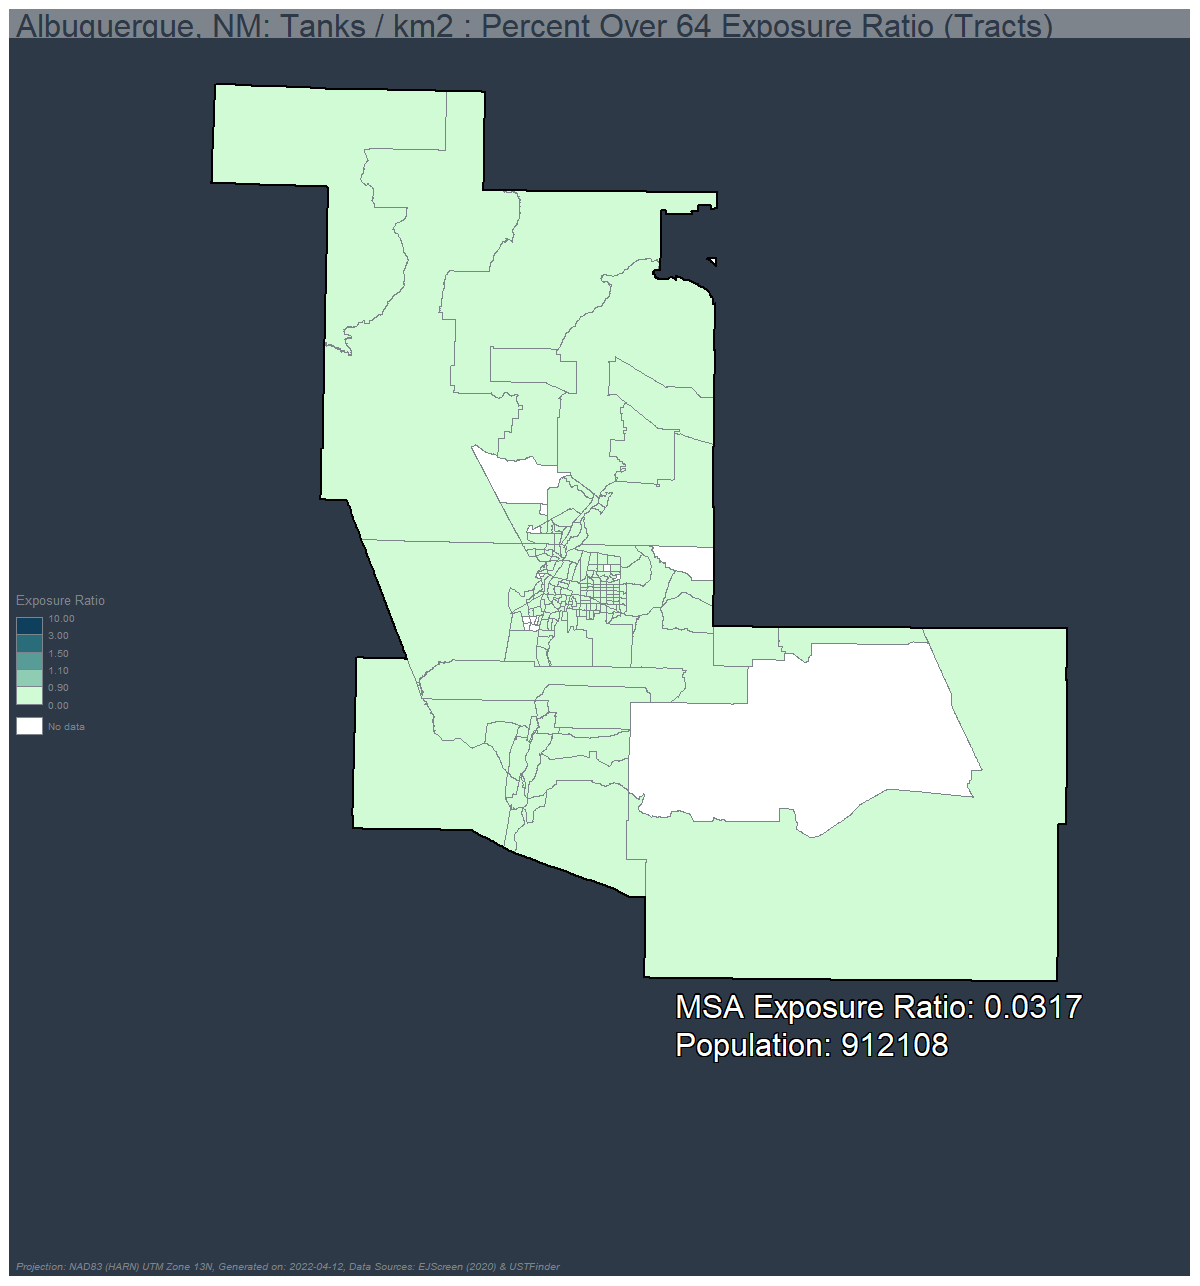 Albuquerque, NM: Tanks / km2 : Percent Over 64 Exposure Ratio (Tracts)
Exposure Ratio
10.00
3.00
1.50
1.10
0.90
0.00
No data
MSA Exposure Ratio: 0.0317
Population: 912108
Projection: NAD83 (HARN) UTM Zone 13N, Generated on: 2022-04-12, Data Sources: EJScreen (2020) & USTFinder